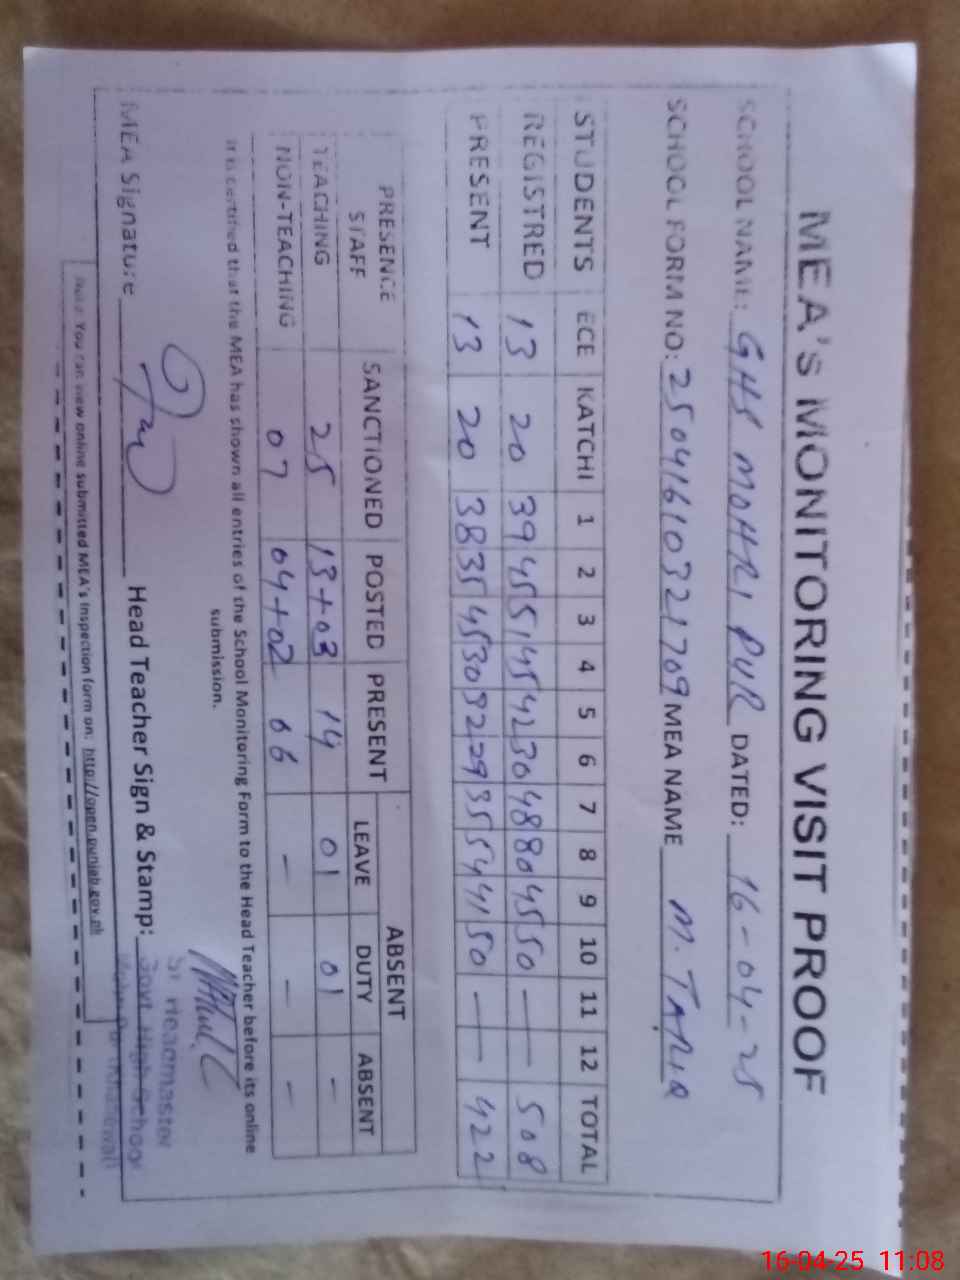 MEA's MONITORING VISIT PROOF
SCHOOL NAME: GHS MOHRI PUR DATED: 16-04-25
SCHOOL FORM NO: 25041610321709 MEA NAME M. TARIQ
STUDENTS ECE KATCHI 1 2 3 4 5 6 7 8 9 10 11 12 TOTAL
REGISTRED 13 20 39 45 51 45 42 30 48 80 45 50 — — 508
PRESENT 13 20 38 35 45 30 32 29 35 54 41 50 — — 422
PRESENCE STAFF SANCTIONED POSTED PRESENT ABSENT
LEAVE DUTY ABSENT
TEACHING 25 13+03 14 01 01 -
NON-TEACHING 07 04+02 06 - - -
It is certified that the MEA has shown all entries of the School Monitoring Form to the Head Teacher before its online
submission.
MEA Signature Head Teacher Sign & Stamp:
Sr. Headmaster
Govt. High School
Note: You can view online submitted MEA's inspection form on: http://open.punjab.gov.pk
16-04-25 11:08